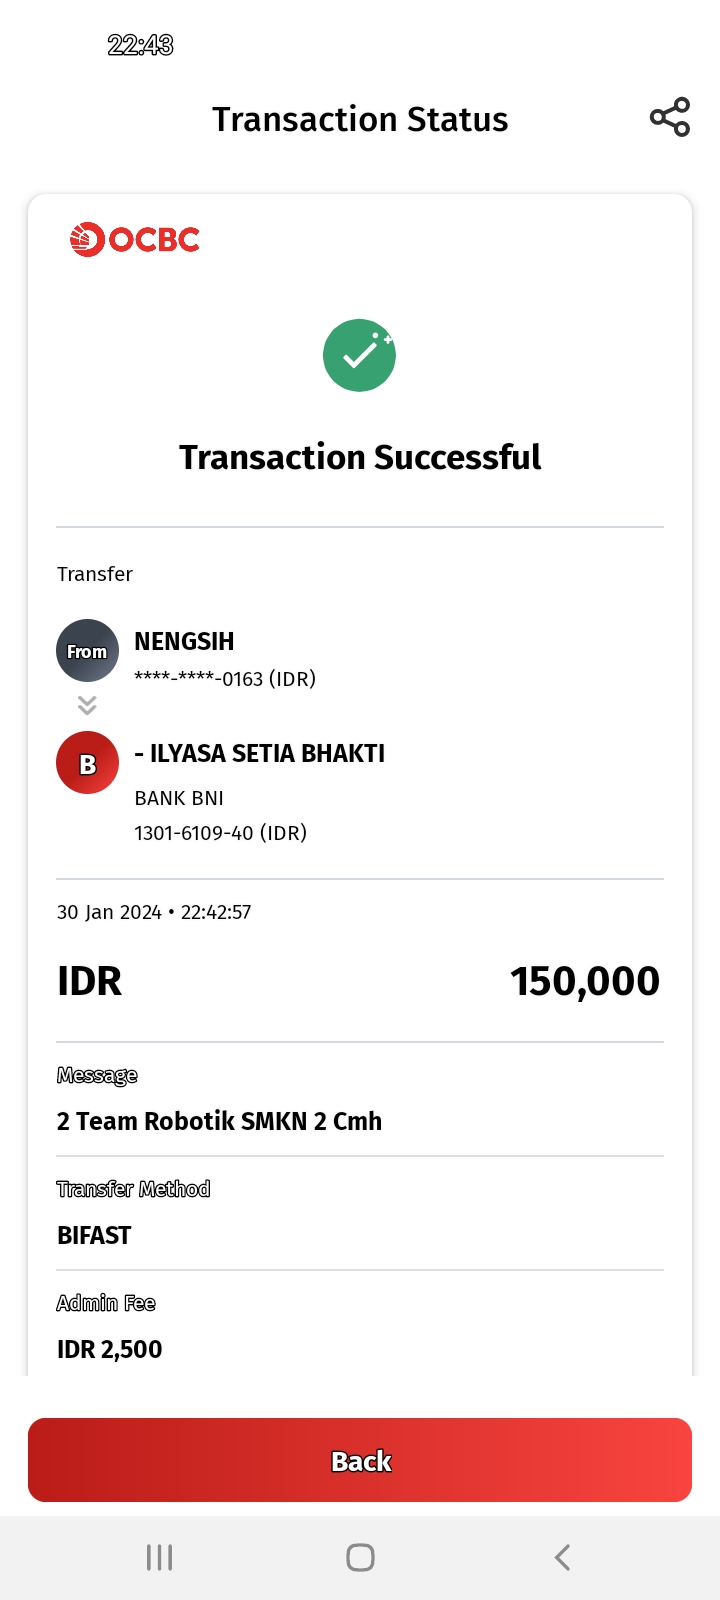 22:43
Transaction Status
OCBC
Transaction Successful
Transfer
From
NENGSIH
****-****-0163 (IDR)
B
- ILYASA SETIA BHAKTI
BANK BNI
1301-6109-40 (IDR)
30 Jan 2024 • 22:42:57
IDR 150,000
Message
2 Team Robotik SMKN 2 Cmh
Transfer Method
BIFAST
Admin Fee
IDR 2,500
Back